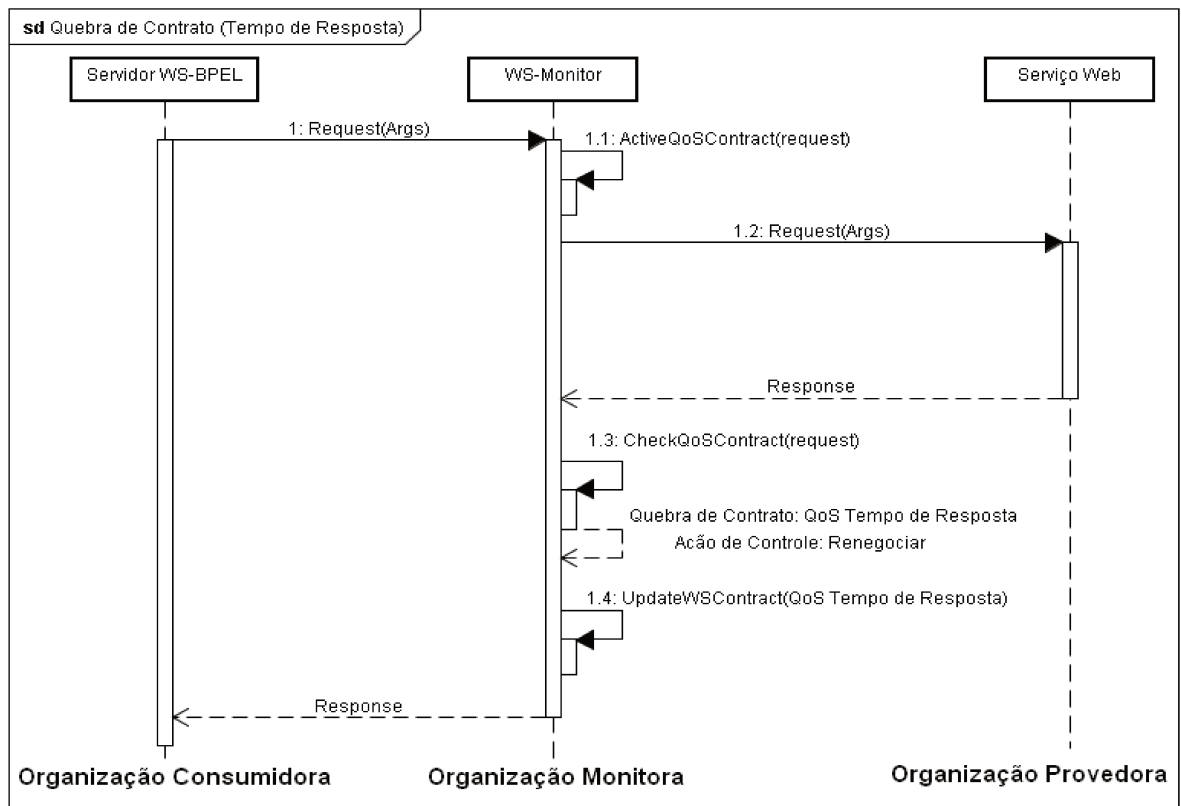 sd Quebra de Contrato (Tempo de Resposta)
Servidor WS-BPEL
WS-Monitor
Serviço Web
1: Request(Args)
1.1: ActiveQoSContract(request)
1.2: Request(Args)
Response
1.3: CheckQoSContract(request)
Quebra de Contrato: QoS Tempo de Resposta
Acão de Controle: Renegociar
1.4: UpdateWSContract(QoS Tempo de Resposta)
Response
Organização Consumidora
Organização Monitora
Organização Provedora